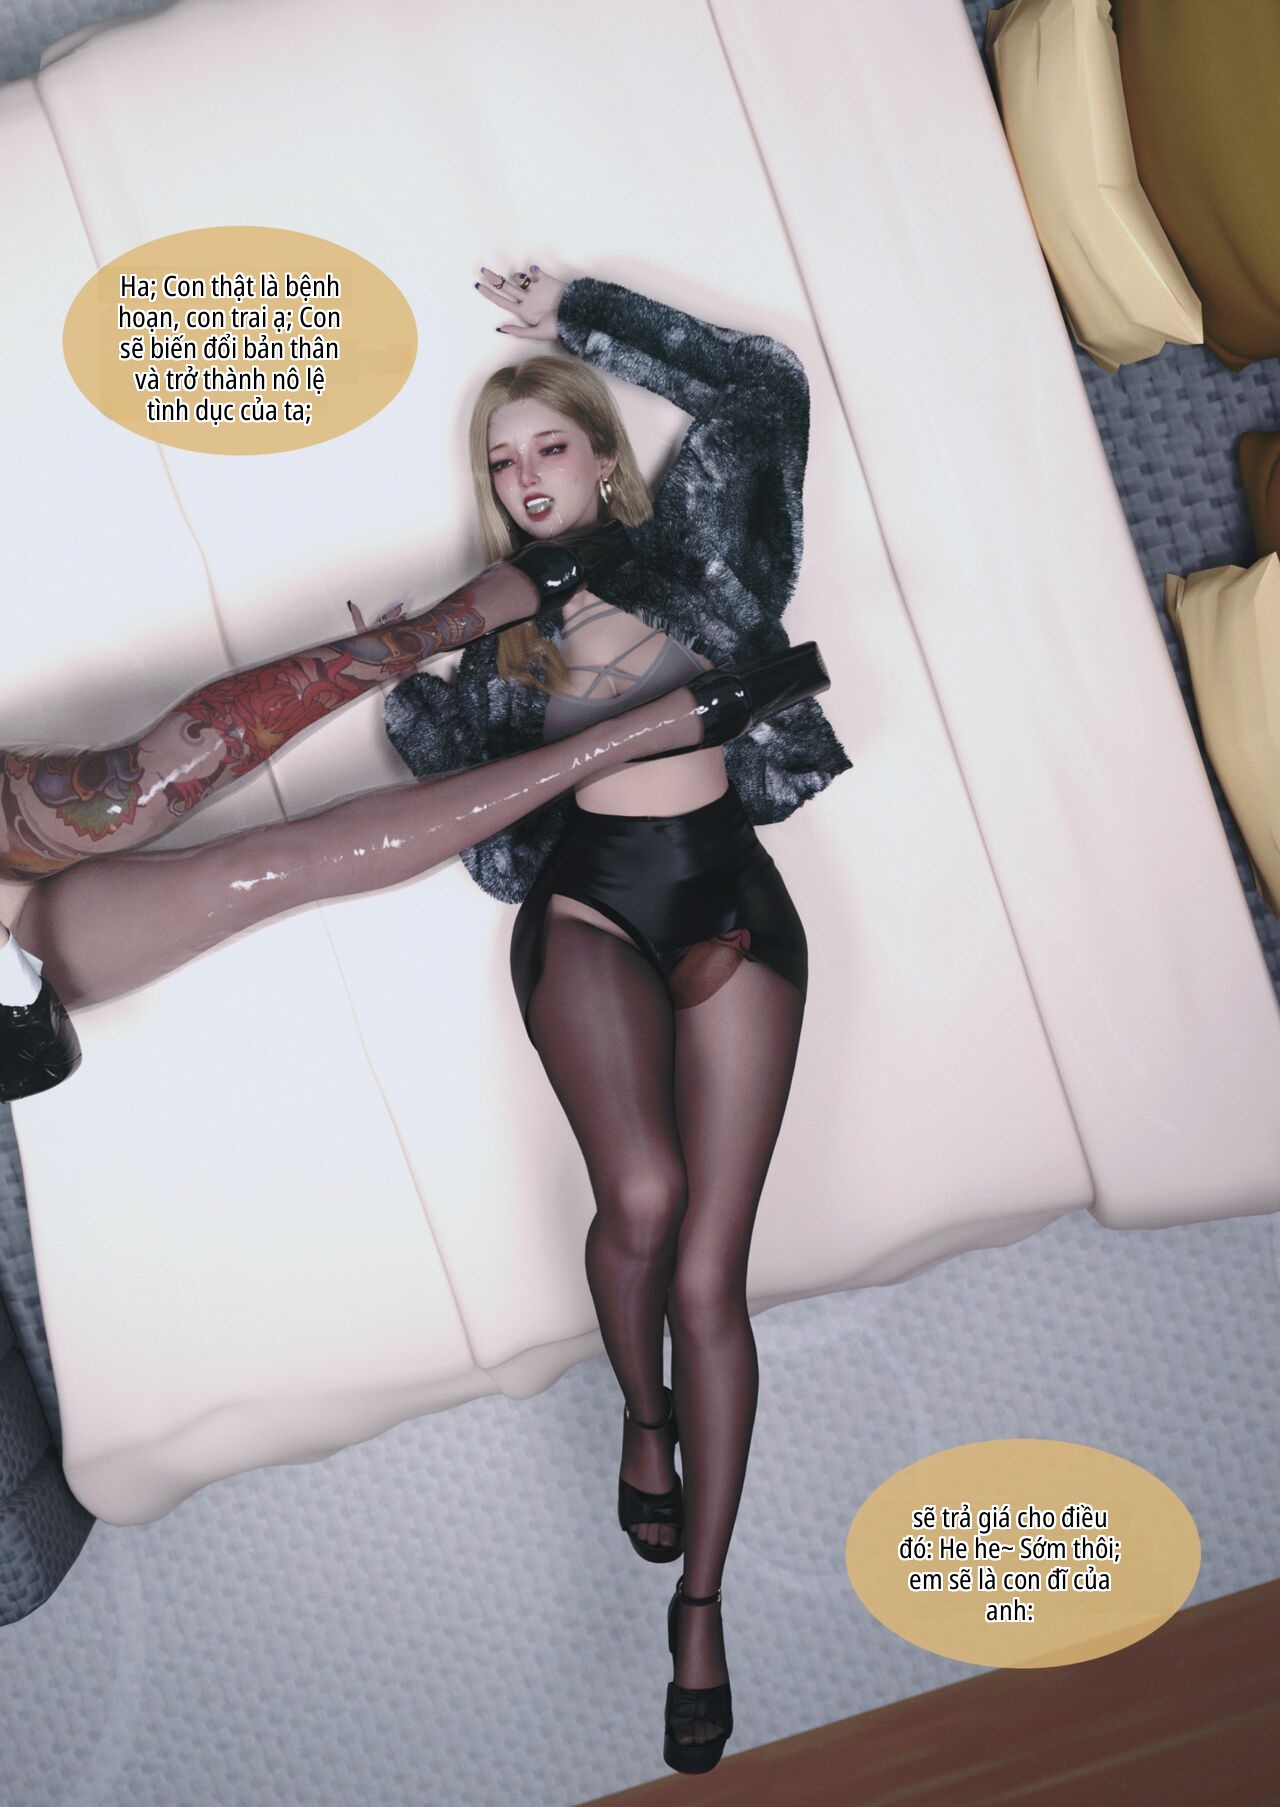 Ha; Con thật là bệnh
hoạn, con trai ạ; Con
sẽ biến đổi bản thân
và trở thành nô lệ
tình dục của ta;
sẽ trả giá cho điều
đó: He he~ Sớm thôi;
em sẽ là con đĩ của
anh: